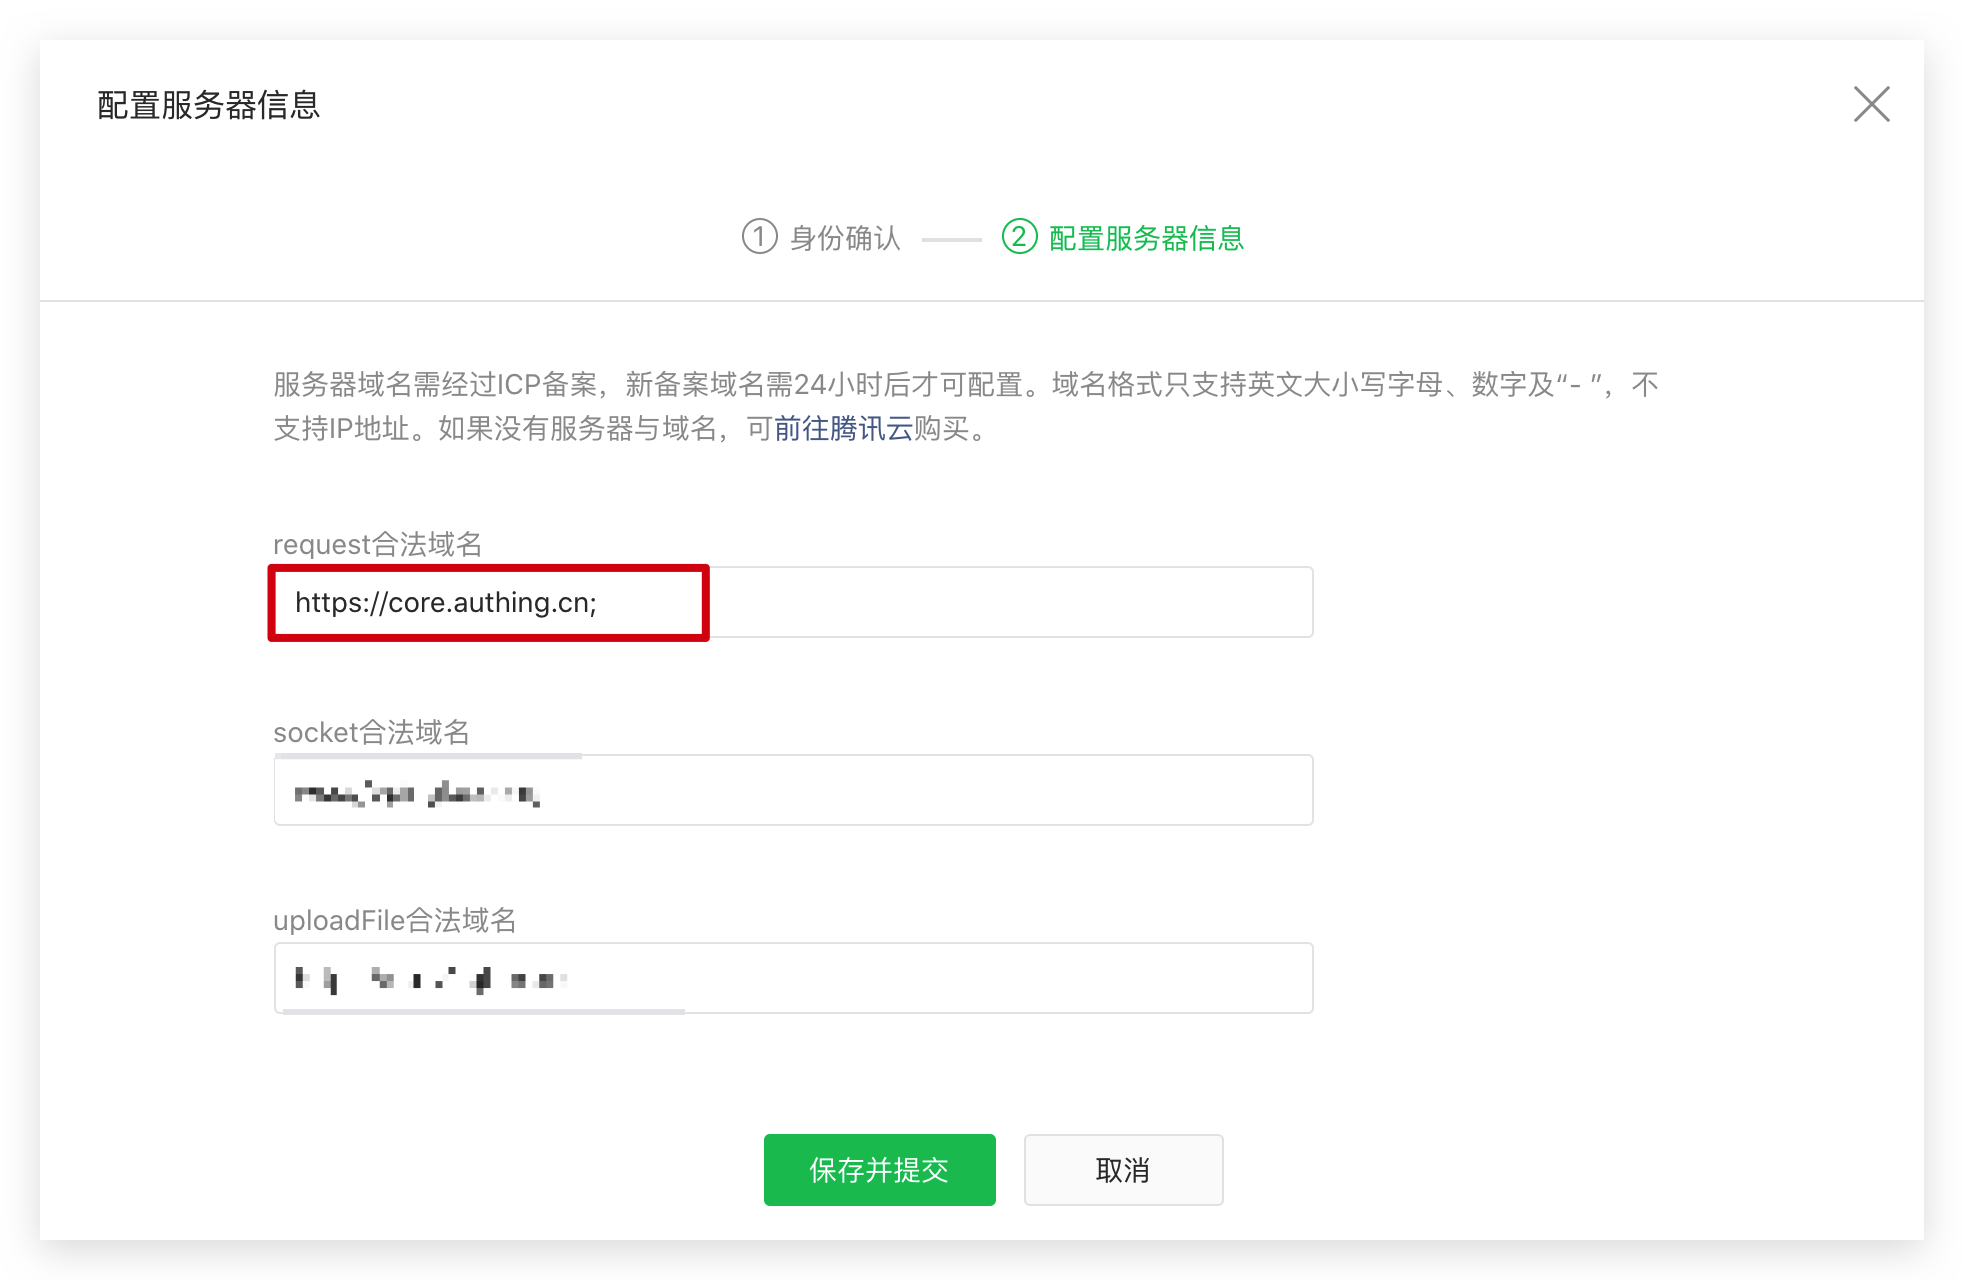 配置服务器信息
① 身份确认 ② 配置服务器信息
服务器域名需经过ICP备案，新备案域名需24小时后才可配置。域名格式只支持英文大小写字母、数字及“- ”，不
支持IP地址。如果没有服务器与域名，可前往腾讯云购买。
request合法域名
https://core.authing.cn;
socket合法域名
uploadFile合法域名
保存并提交 取消